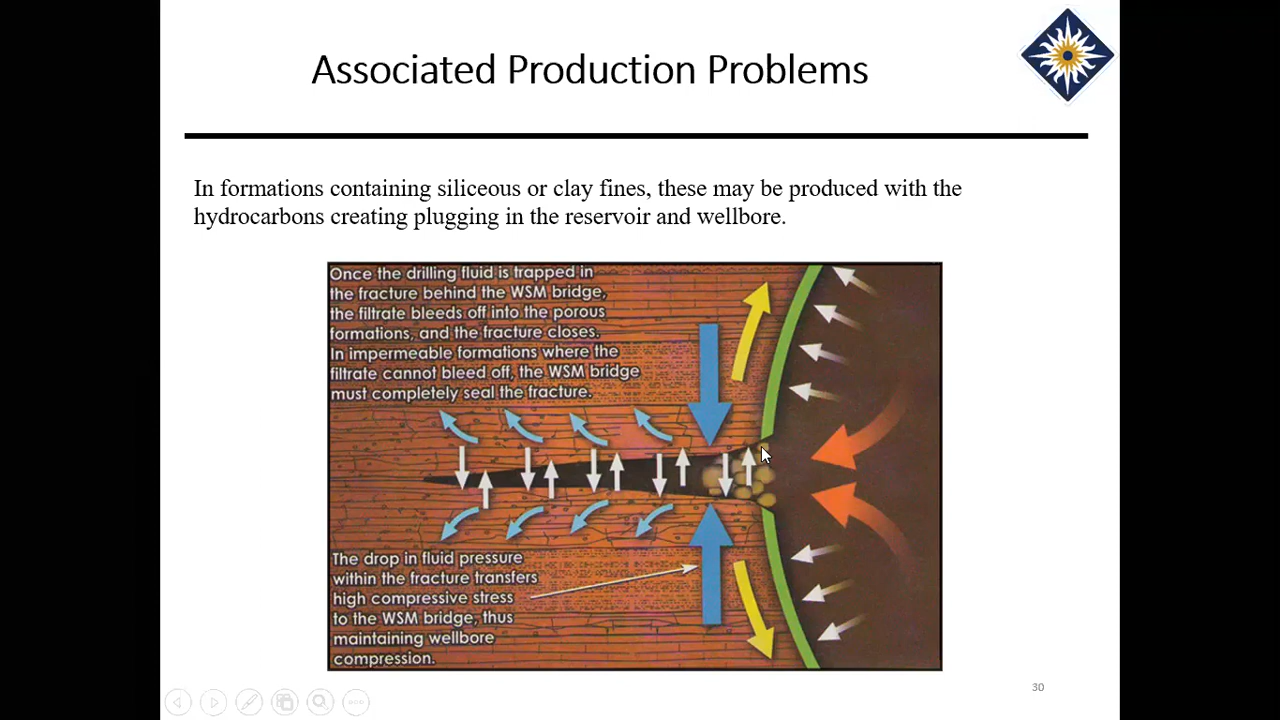 Associated Production Problems
In formations containing siliceous or clay fines, these may be produced with the
hydrocarbons creating plugging in the reservoir and wellbore.
Once the drilling fluid is trapped in
the fracture behind the WSM bridge,
the filtrate bleeds off into the porous
formations, and the fracture closes.
In impermeable formations where the
filtrate cannot bleed off, the WSM bridge
must completely seal the fracture.
The drop in fluid pressure
within the fracture transfers
high compressive stress
to the WSM bridge, thus
maintaining wellbore
compression.
30